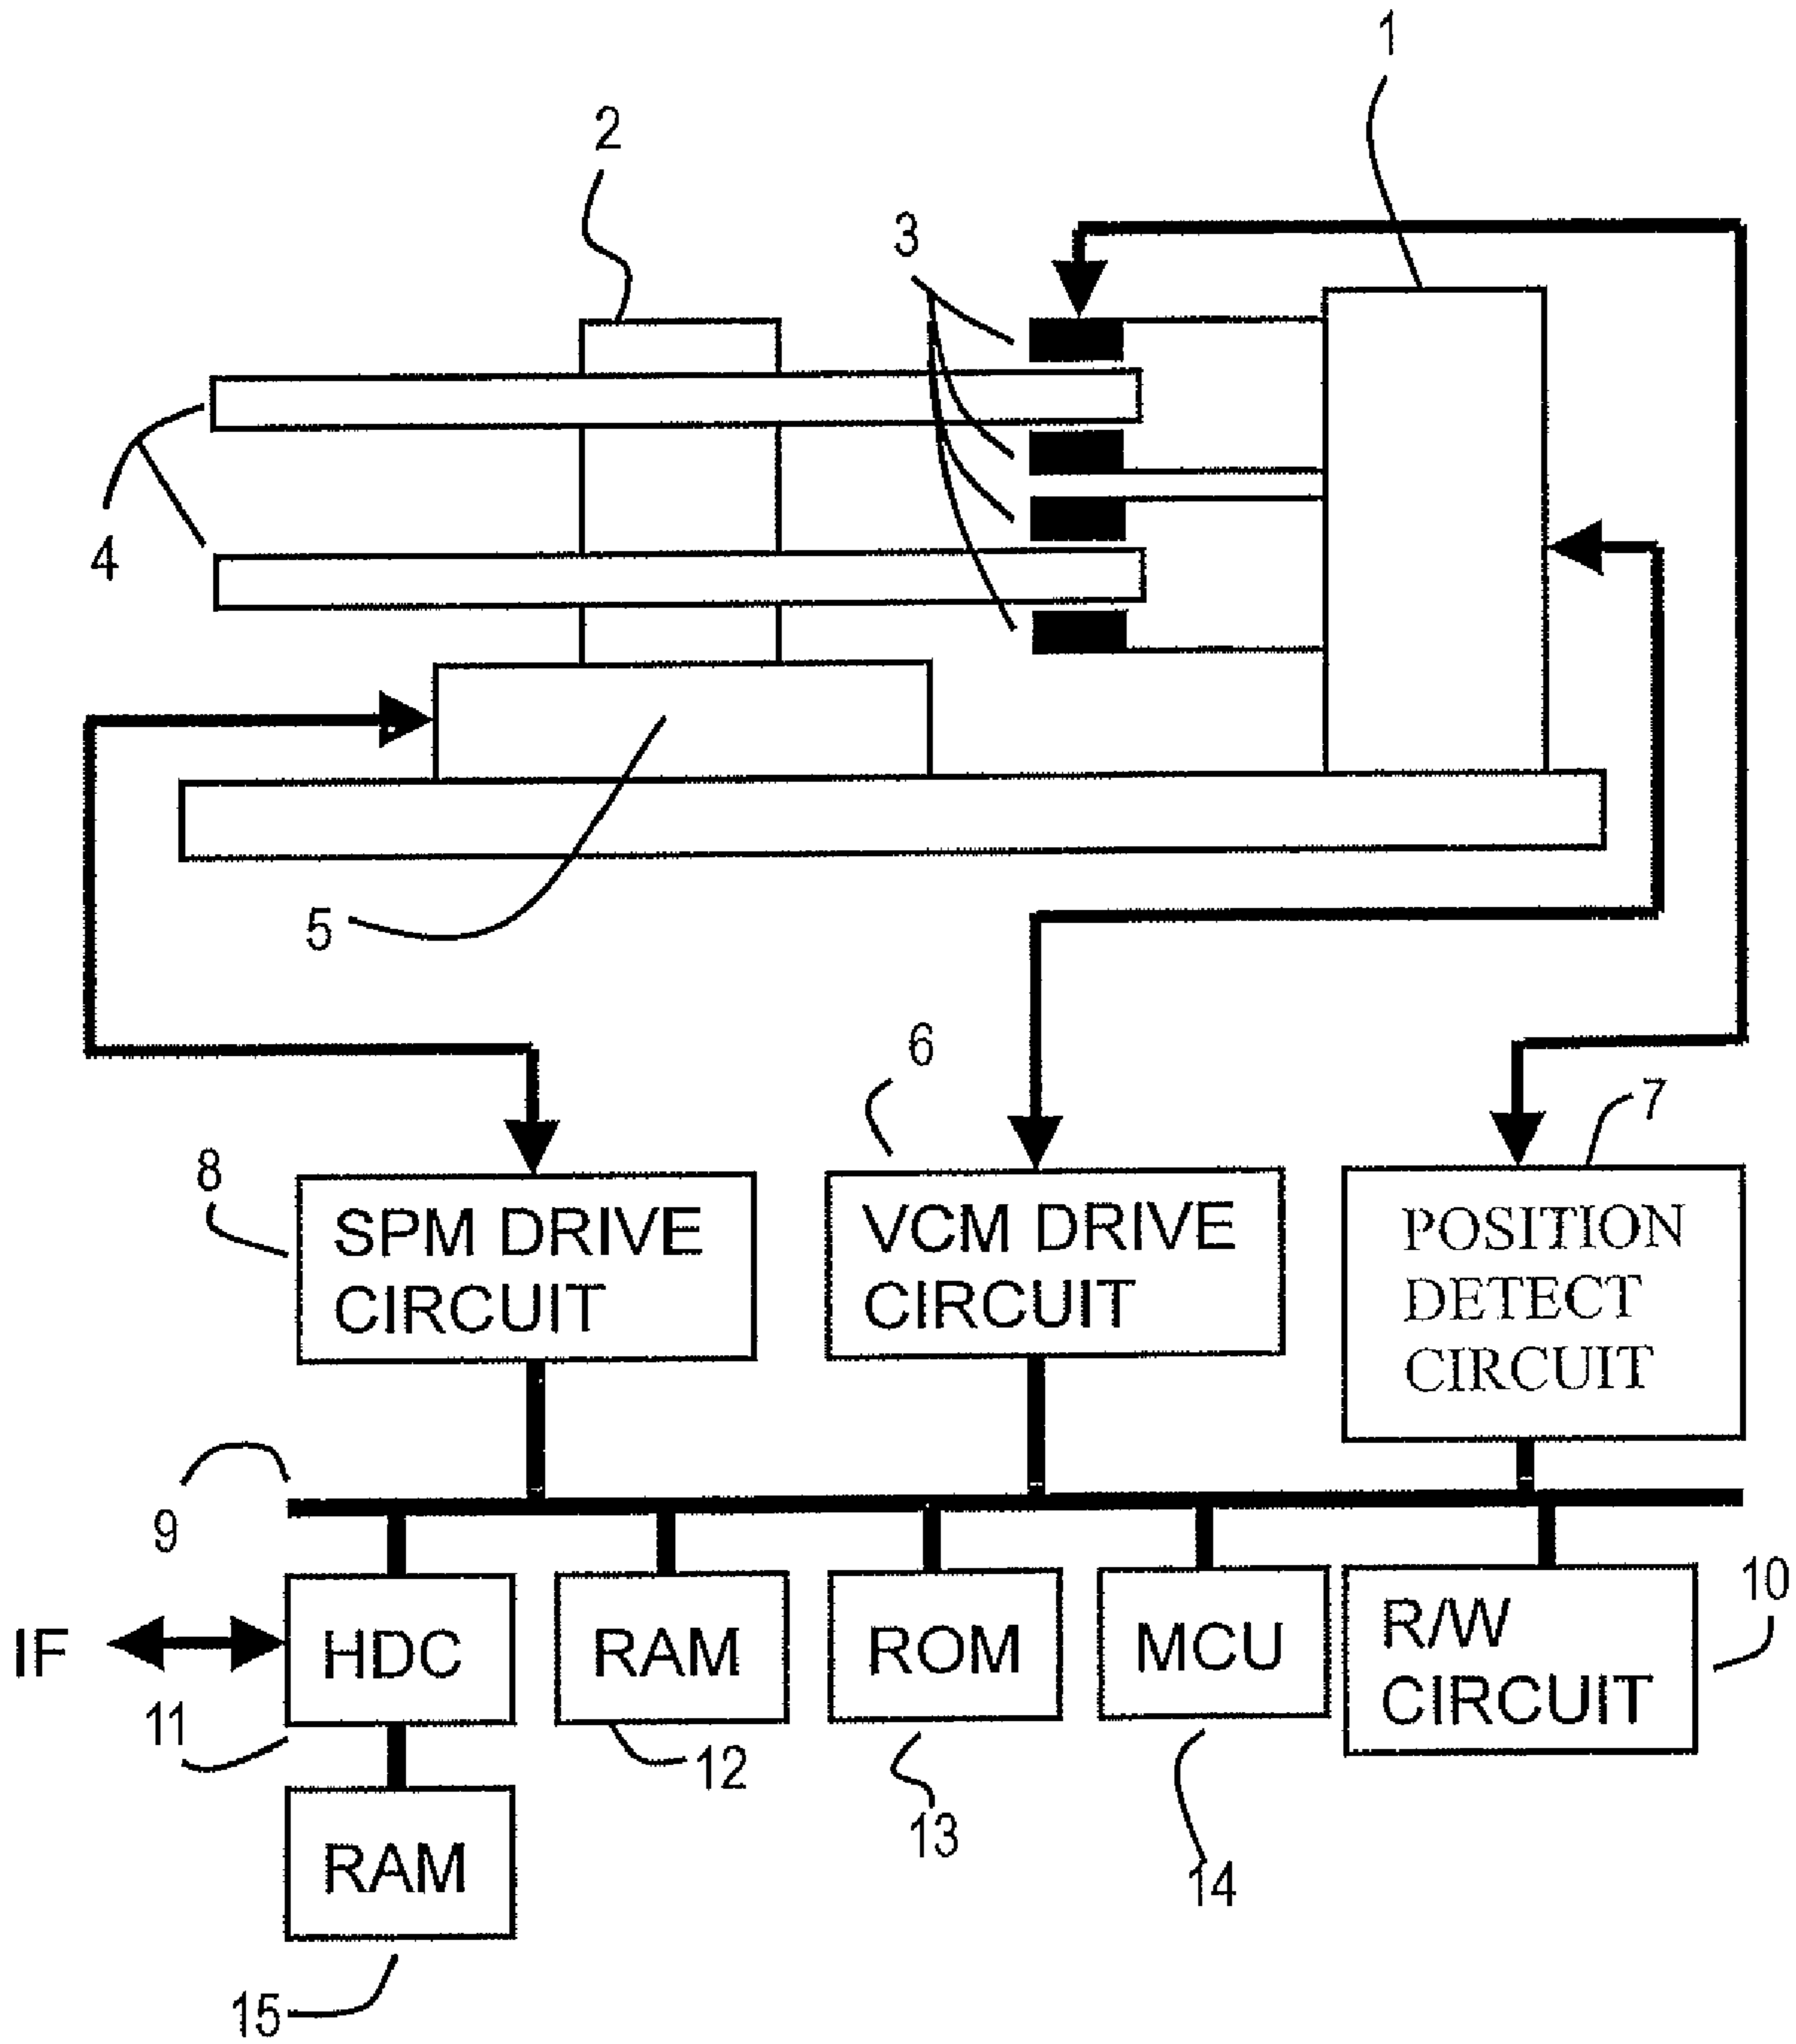 1
2
3
4
5
6
7
8
SPM DRIVE
CIRCUIT
VCM DRIVE
CIRCUIT
POSITION
DETECT
CIRCUIT
9
10
IF
HDC
RAM
ROM
MCU
R/W
CIRCUIT
11
12
13
14
RAM
15